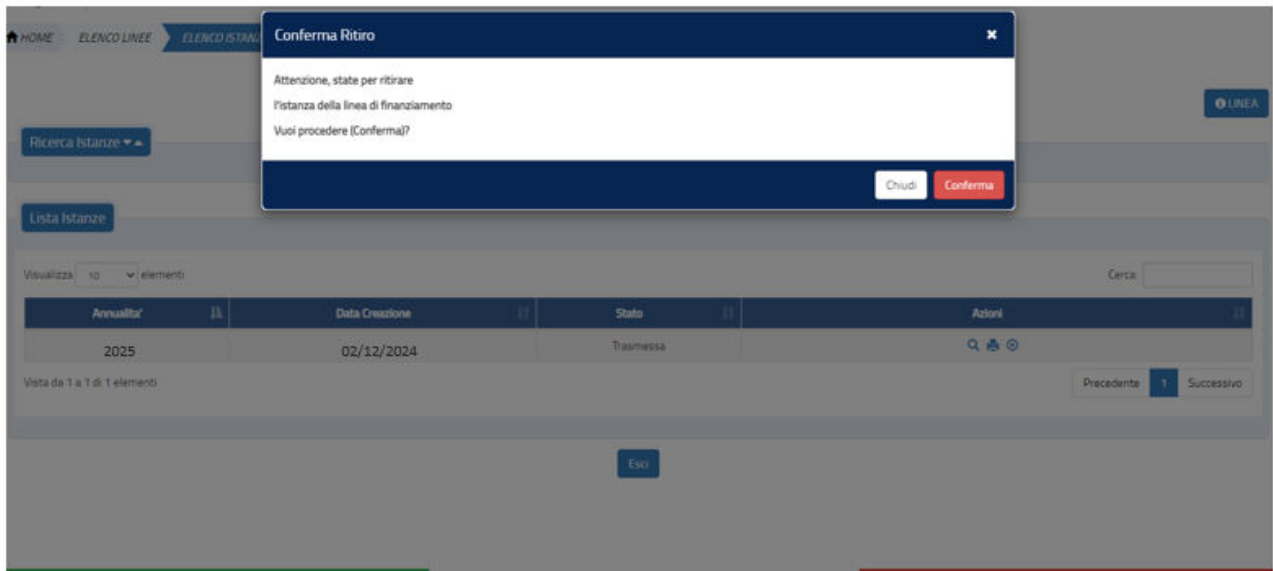 HOME ELENCO LINEE ELENCO
Conferma Ritiro
Attenzione, state per ritirare
l'istanza della linea di finanziamento
Vuoi procedere (Conferma)?
LINEA
Ricerca Istanze
Chiudi Conferma
Lista Istanze
Visualizza 10 elementi Cerca
Annualita' Data Creazione Stato Azioni
2025 02/12/2024 Trasmessa
Vista da 1 a 1 di 1 elementi
Precedente 1 Successivo
Esci